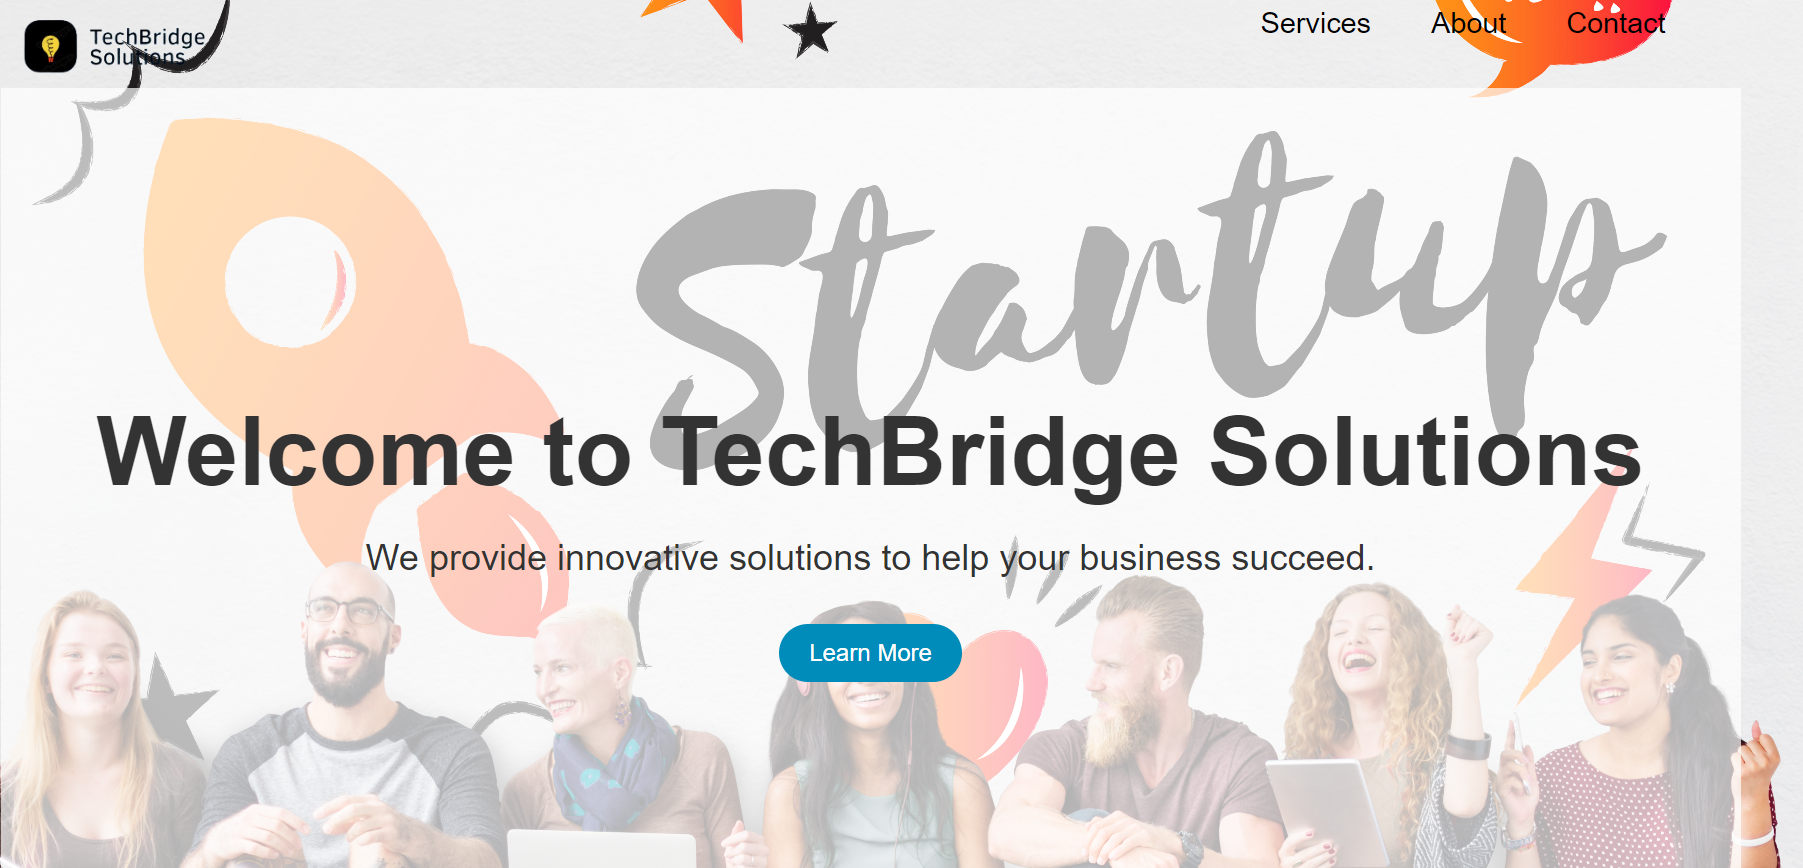 TechBridge
Solutions
Services
About
Contact
Startup
Welcome to TechBridge Solutions
We provide innovative solutions to help your business succeed.
Learn More